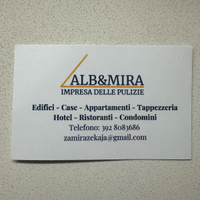 ALB&MIRA
IMPRESA DELLE PULIZIE
Edifici - Case - Appartamenti - Tappezzeria
Hotel - Ristoranti - Condomini
Telefono: 392 8083686
zamirazekaja@gmail.com